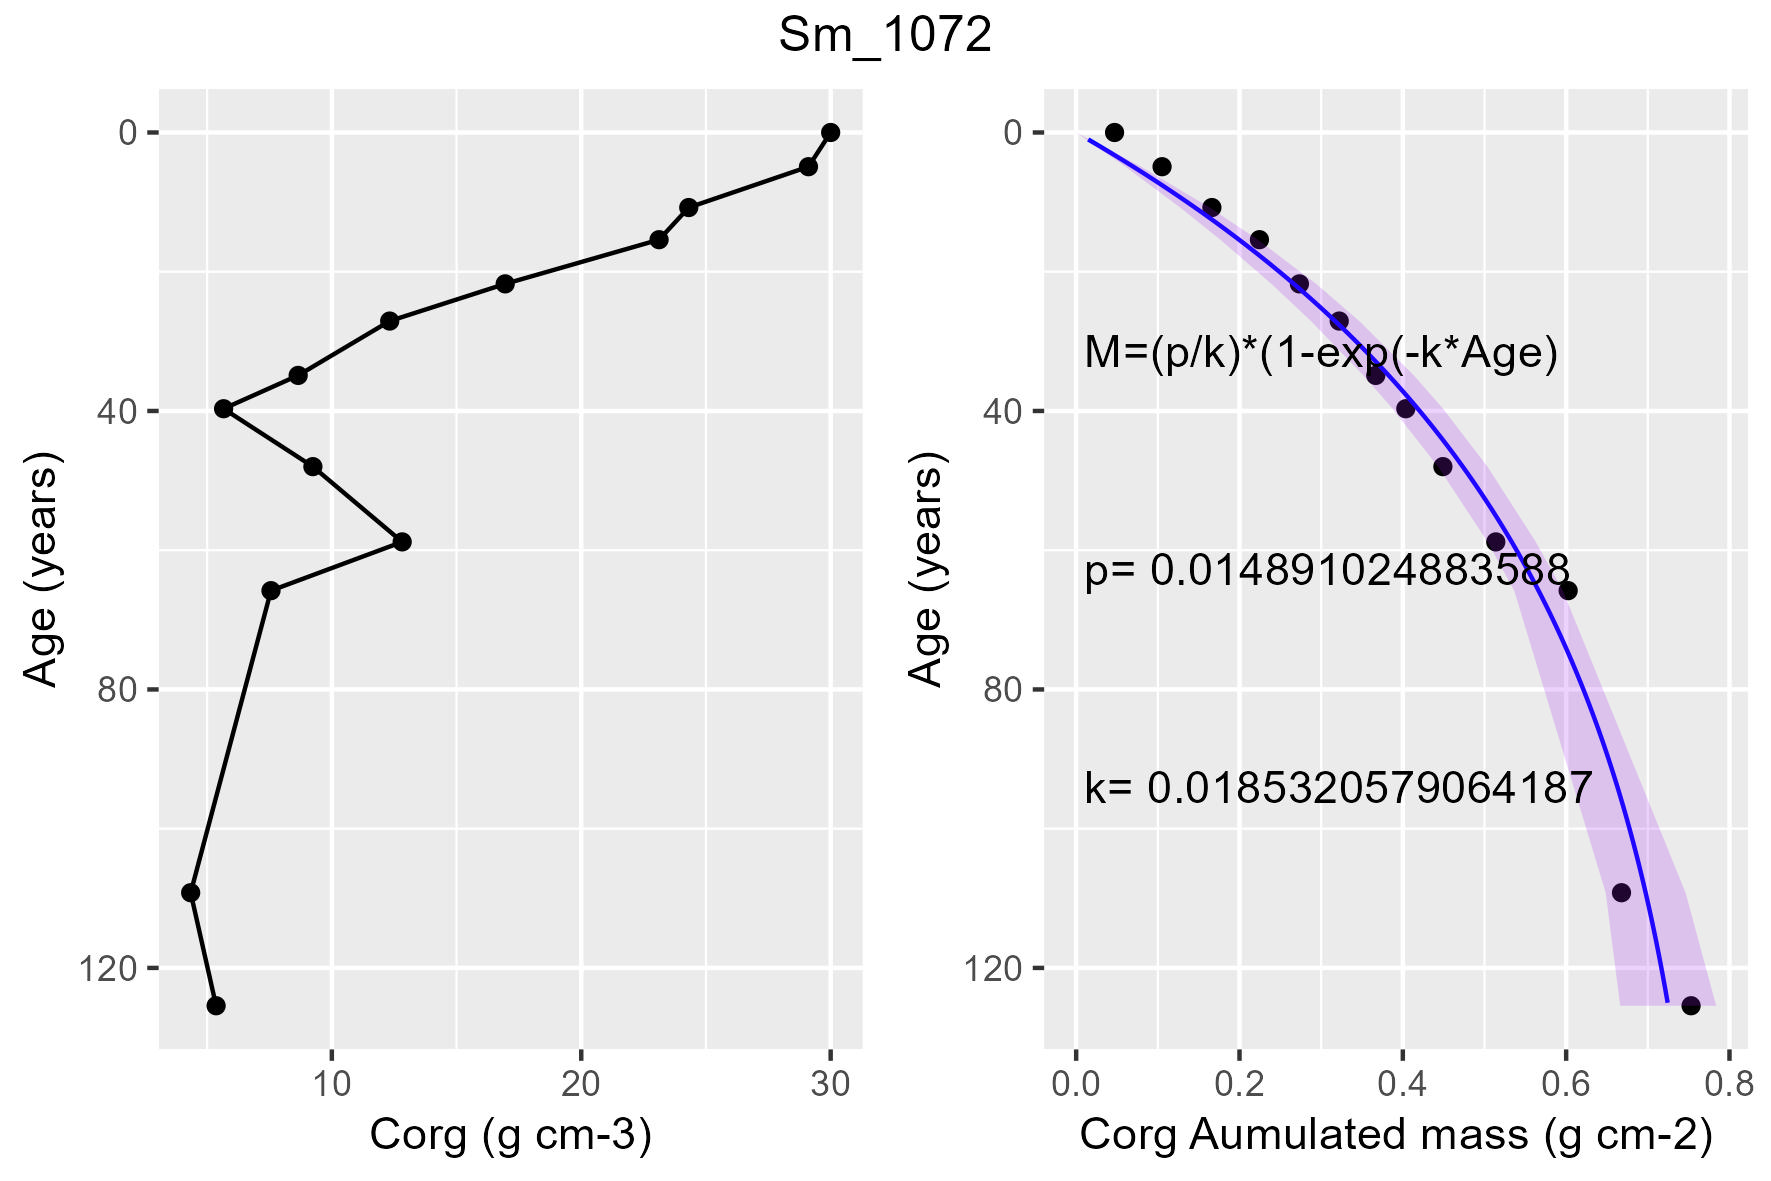 Sm_1072
0
40
80
120
Age (years)
10 20 30
Corg (g cm-3)
0
40
80
120
Age (years)
M=(p/k)*(1-exp(-k*Age)
p= 0.014891024883588
k= 0.0185320579064187
0.0 0.2 0.4 0.6 0.8
Corg Aumulated mass (g cm-2)